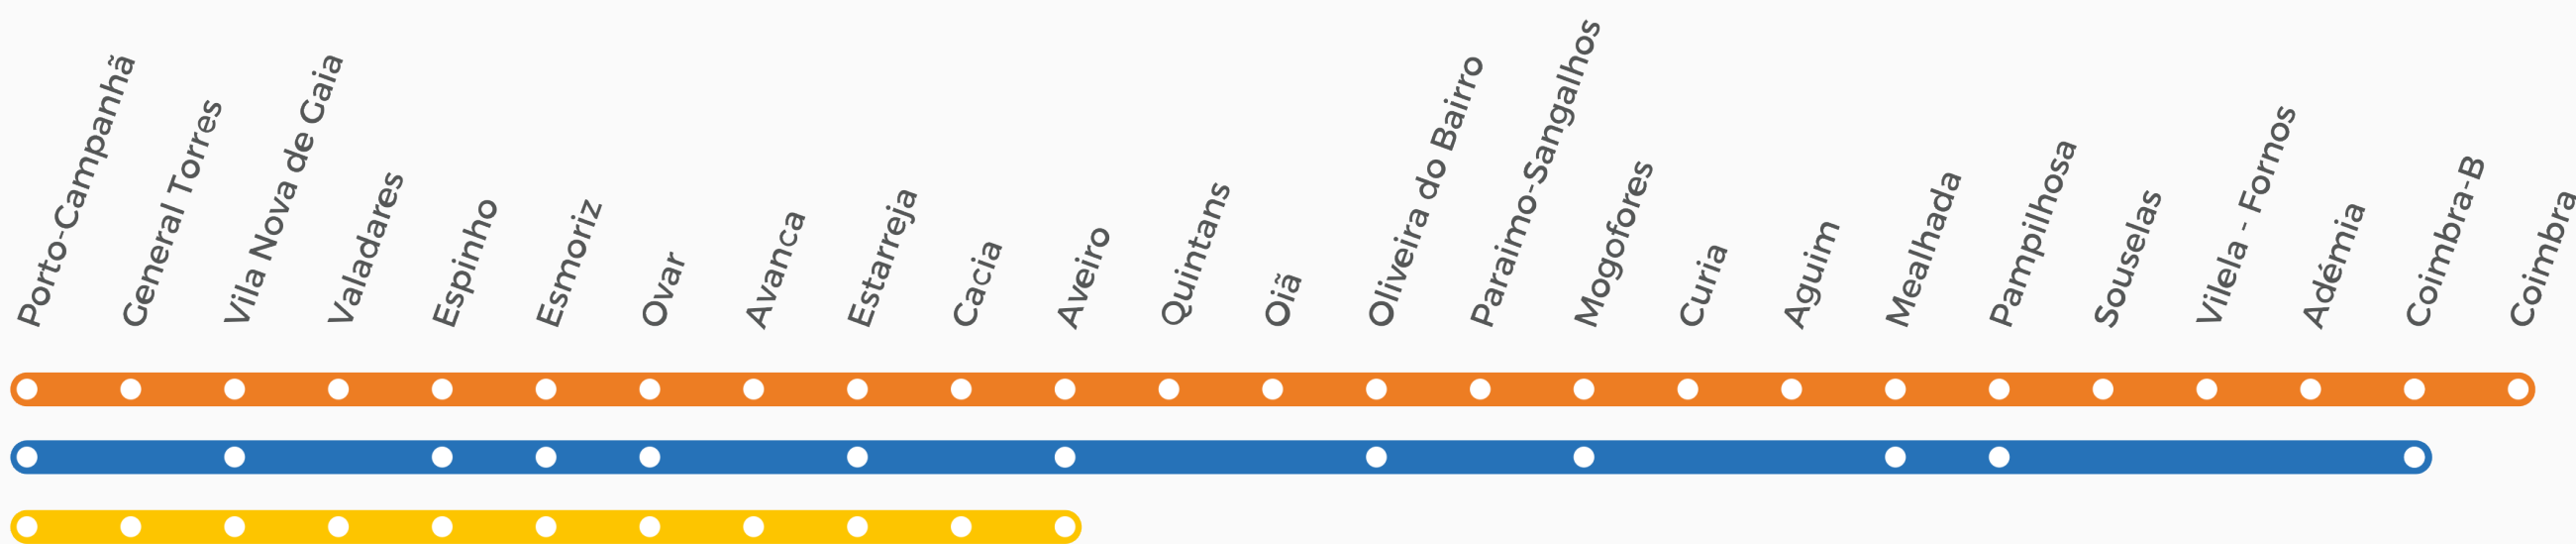 Porto-Campanhã
General Torres
Vila Nova de Gaia
Valadares
Espinho
Esmoriz
Ovar
Avanca
Estarreja
Cacia
Aveiro
Quintans
Oiã
Oliveira do Bairro
Paraimo-Sangalhos
Mogofores
Curia
Aguim
Mealhada
Pampilhosa
Souselas
Vilela - Fornos
Adémia
Coimbra-B
Coimbra